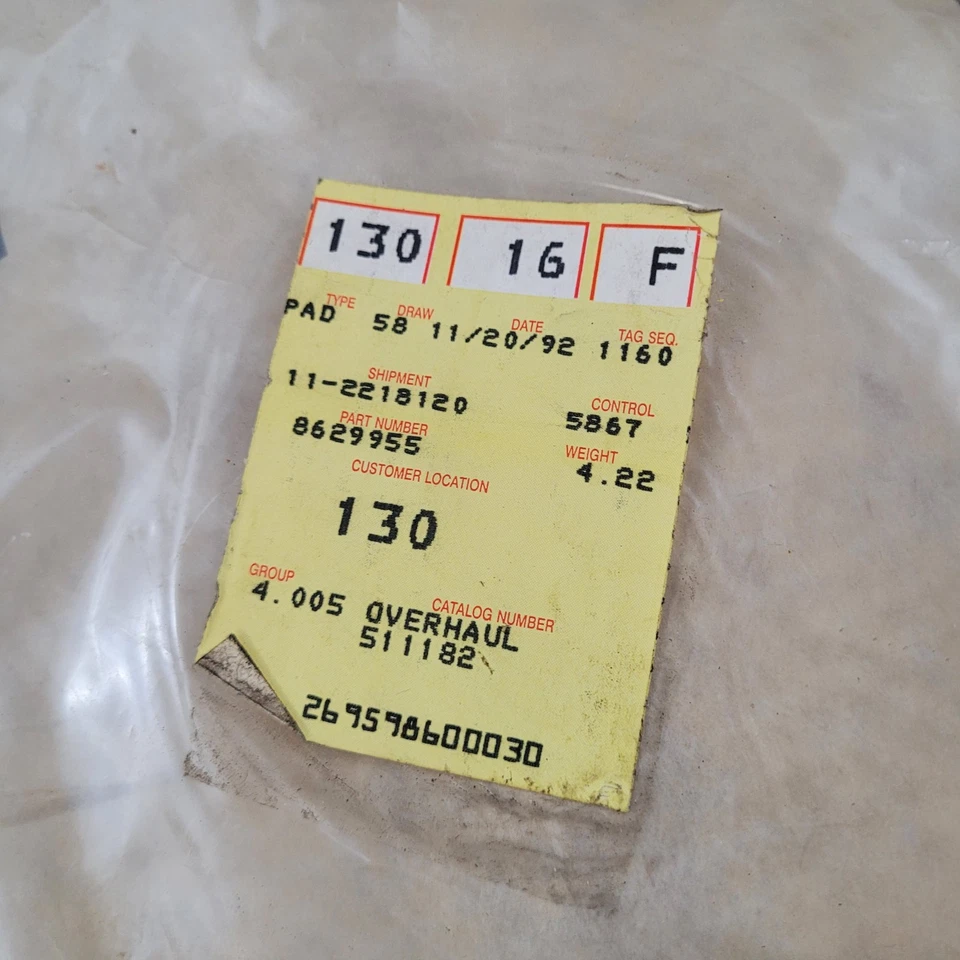 130 16 F
TYPE DRAW DATE TAG SEQ.
PAD 58 11/20/92 1160
SHIPMENT CONTROL
11-2218120 5867
PART NUMBER WEIGHT
8629955 4.22
CUSTOMER LOCATION
130
GROUP CATALOG NUMBER
4.005 OVERHAUL
511182
269598600030